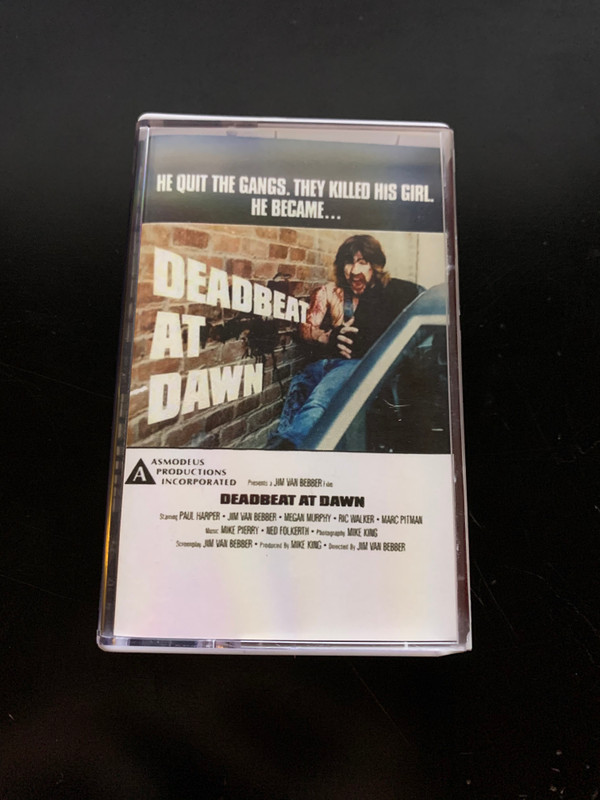 HE QUIT THE GANGS. THEY KILLED HIS GIRL.
HE BECAME...
DEADBEAT
AT
DAWN
A
ASMODEUS
PRODUCTIONS
INCORPORATED
Presents a JIM VAN BEBBER Film
DEADBEAT AT DAWN
Starring PAUL HARPER • JIM VAN BEBBER • MEGAN MURPHY • RIC WALKER • MARC PITMAN
Music MIKE PIERRY • NED FOLKERTH • Photography MIKE KING
Screenplay JIM VAN BEBBER • Produced By MIKE KING • Directed By JIM VAN BEBBER